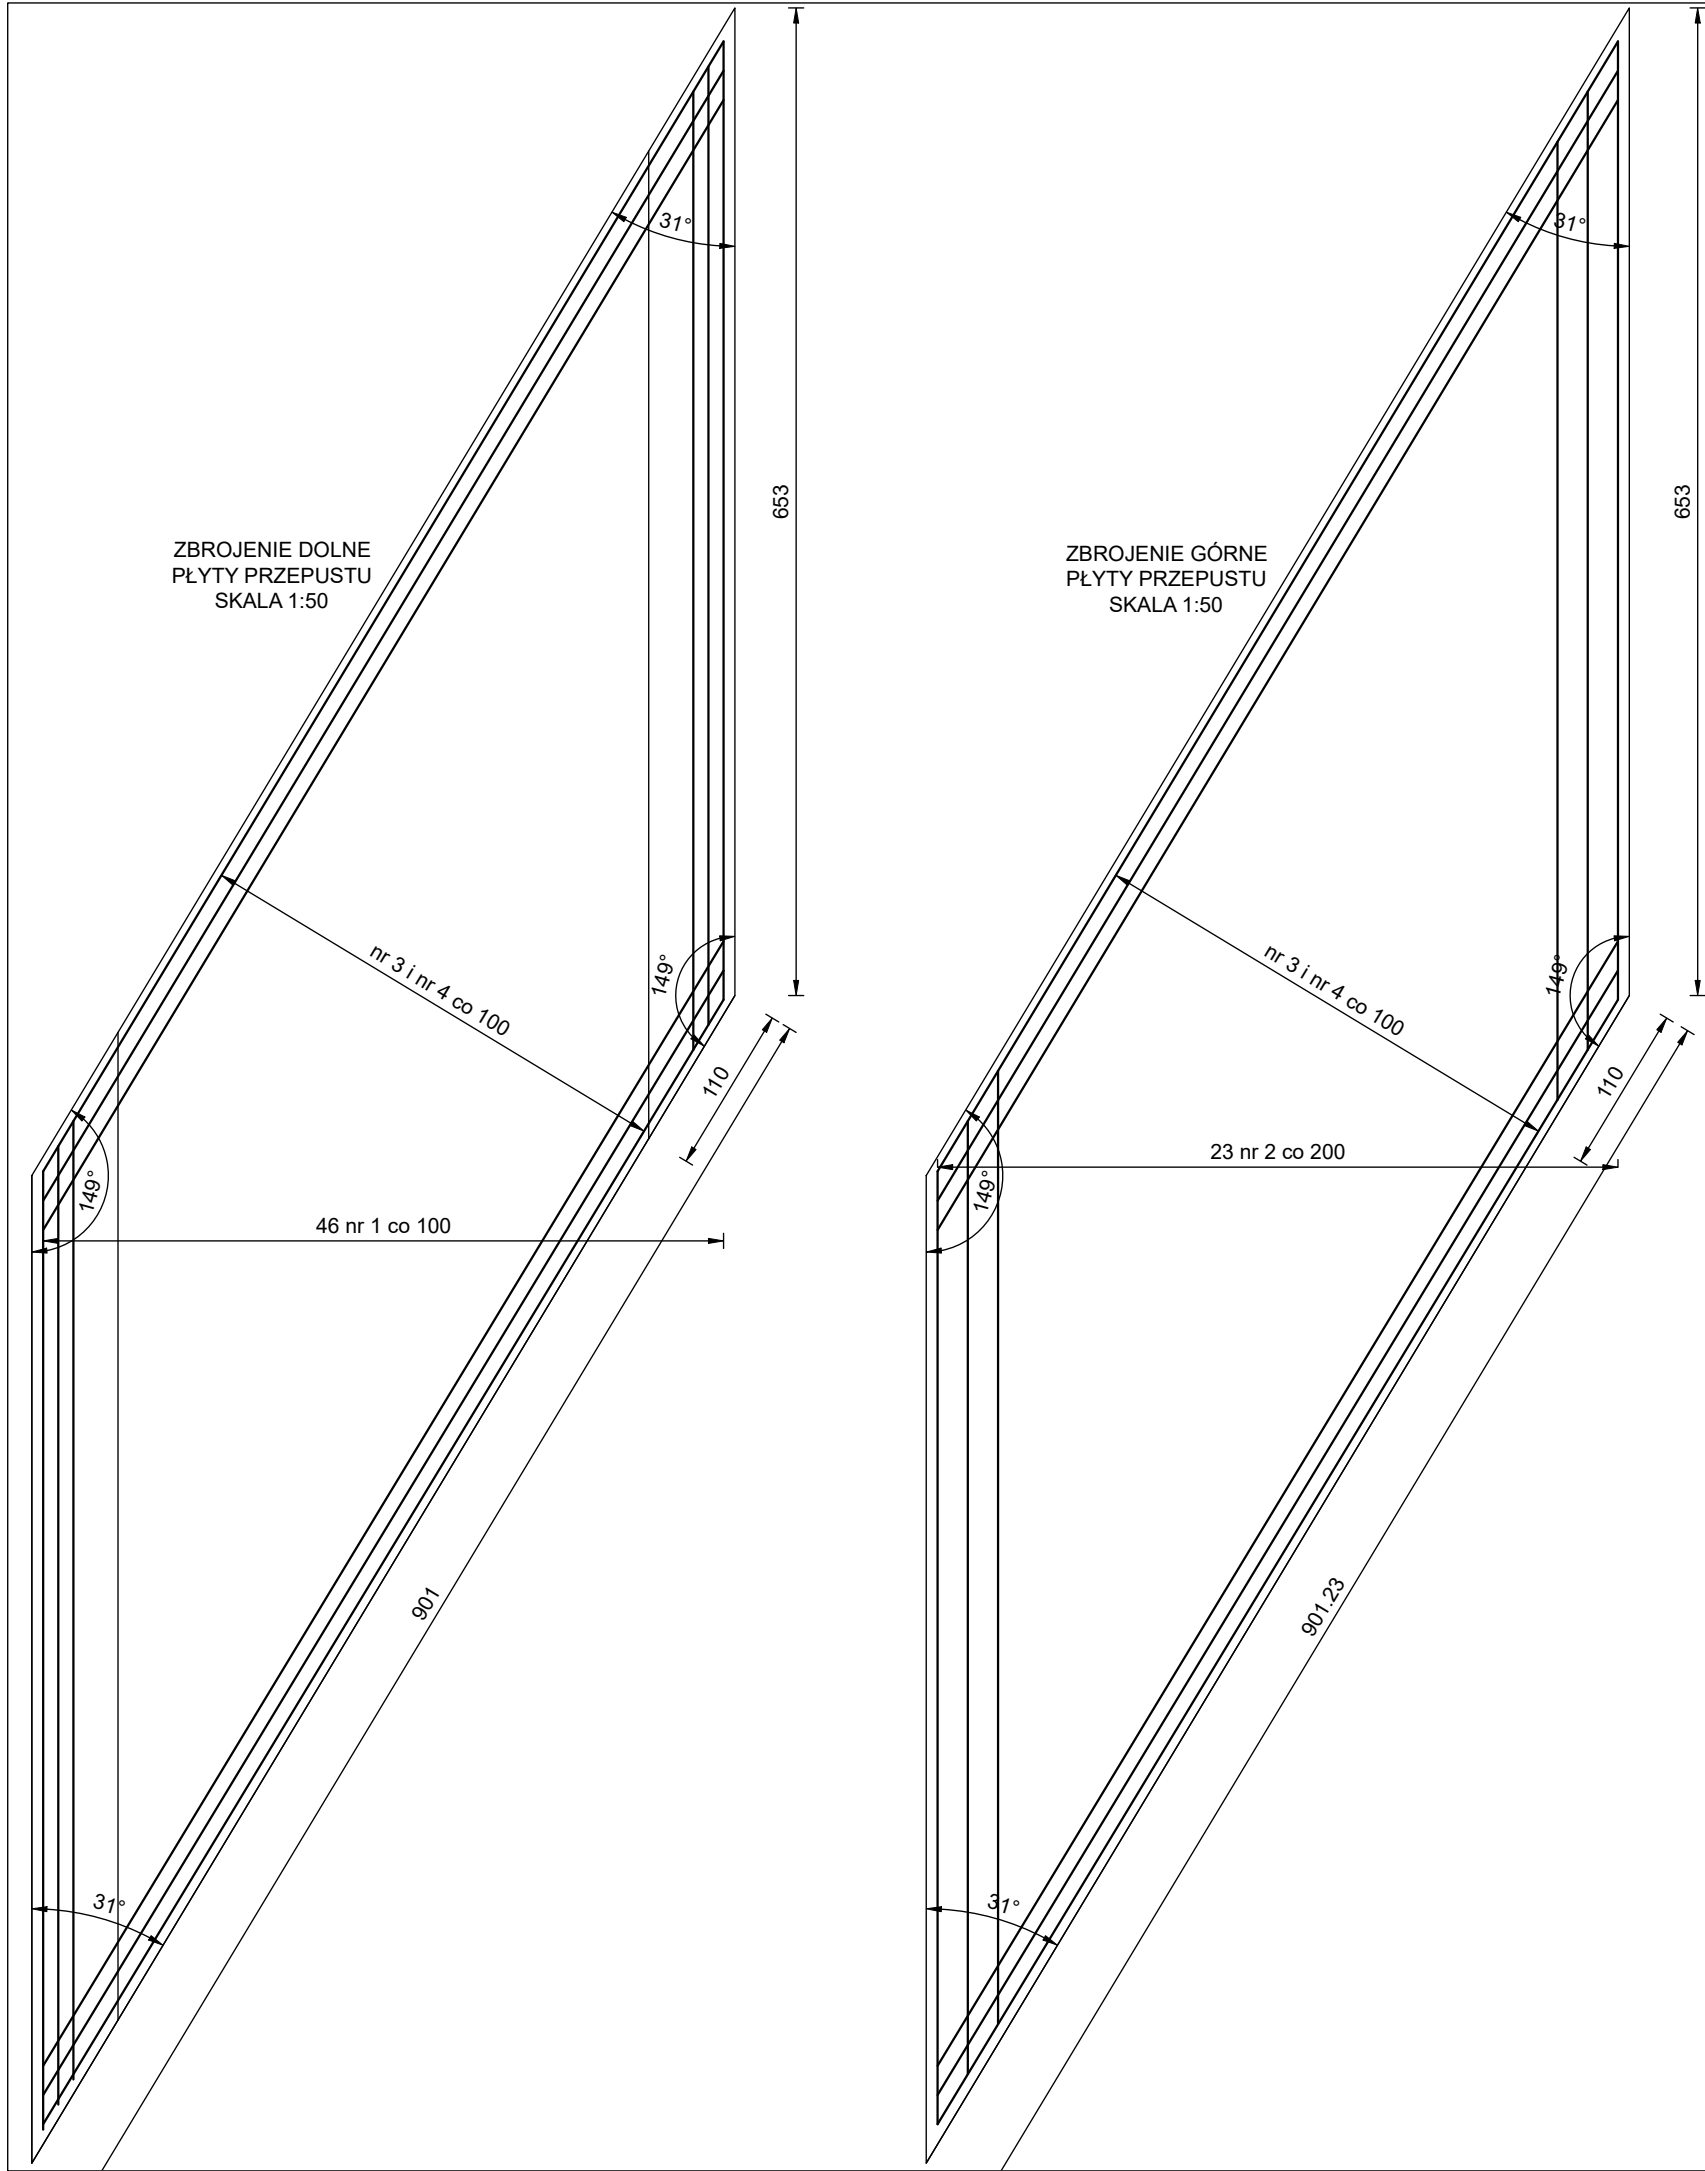 31°
653
ZBROJENIE DOLNE
PŁYTY PRZEPUSTU
SKALA 1:50
nr 3 i nr 4 co 100
149°
110
149°
46 nr 1 co 100
901
31°
31°
653
ZBROJENIE GÓRNE
PŁYTY PRZEPUSTU
SKALA 1:50
nr 3 i nr 4 co 100
149°
110
23 nr 2 co 200
149°
901.23
31°